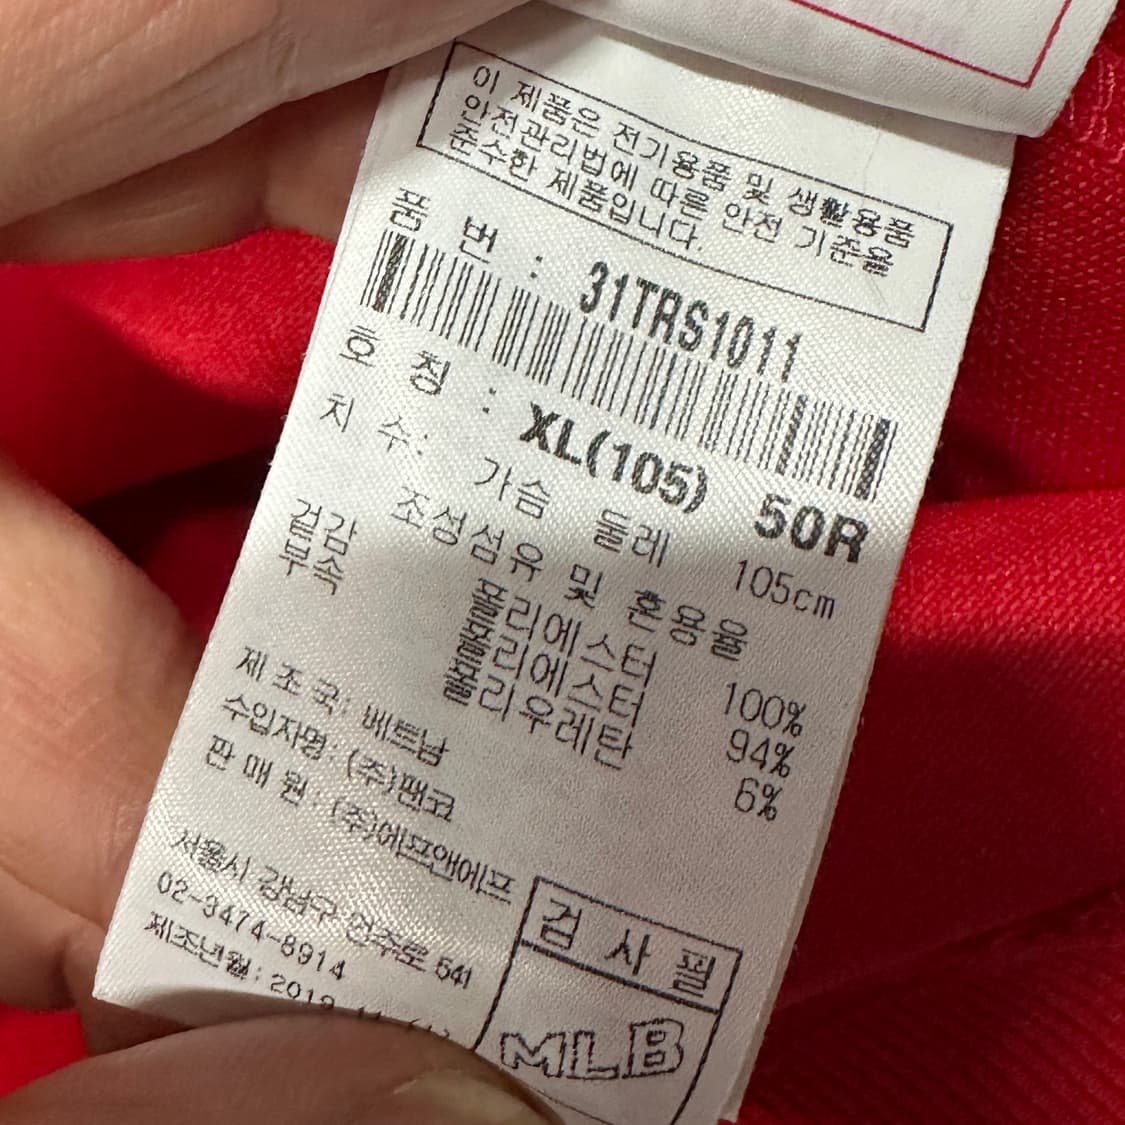 이 제품은 전기용품 및 생활용품
안전관리법에 따른 안전 기준을
준수한 제품입니다.
품 번 : 31TRS1011
호 칭 : XL(105) 50R
치 수: 가슴 둘레 105cm
조성섬유 및 혼용율
겉감 폴리에스터 100%
부속 폴리에스터 94%
폴리우레탄 6%
제 조 국: 베트남
수입자명: (주)팬코
판 매 원: (주)에프앤에프
서울시 강남구 언주로 541
02-3474-8914
제조년월: 2019
검 사 필
MLB